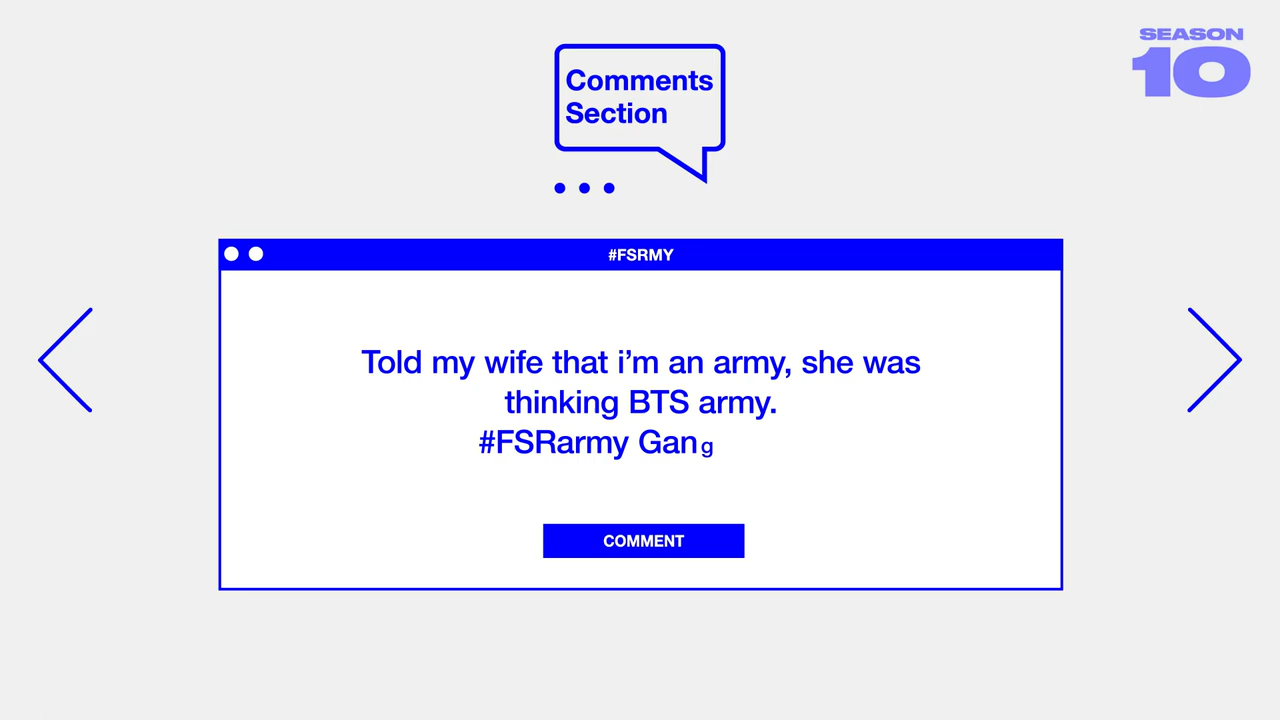 SEASON
10
Comments
Section
#FSRMY
Told my wife that i’m an army, she was
thinking BTS army.
#FSRarmy Gang
COMMENT